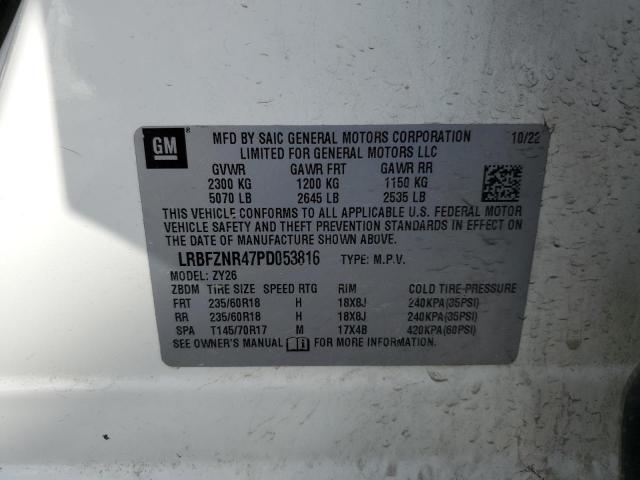 GM ®
MFD BY SAIC GENERAL MOTORS CORPORATION 10/22
LIMITED FOR GENERAL MOTORS LLC
GVWR GAWR FRT GAWR RR
2300 KG 1200 KG 1150 KG
5070 LB 2645 LB 2535 LB
THIS VEHICLE CONFORMS TO ALL APPLICABLE U.S. FEDERAL MOTOR
VEHICLE SAFETY AND THEFT PREVENTION STANDARDS IN EFFECT ON
THE DATE OF MANUFACTURE SHOWN ABOVE.
LRBFZNR47PD053816 TYPE: M.P.V.
MODEL: ZY26
ZBDM TIRE SIZE SPEED RTG RIM COLD TIRE PRESSURE
FRT 235/60R18 H 18X8J 240KPA(35PSI)
RR 235/60R18 H 18X8J 240KPA(35PSI)
SPA T145/70R17 M 17X4B 420KPA(60PSI)
SEE OWNER'S MANUAL FOR MORE INFORMATION.